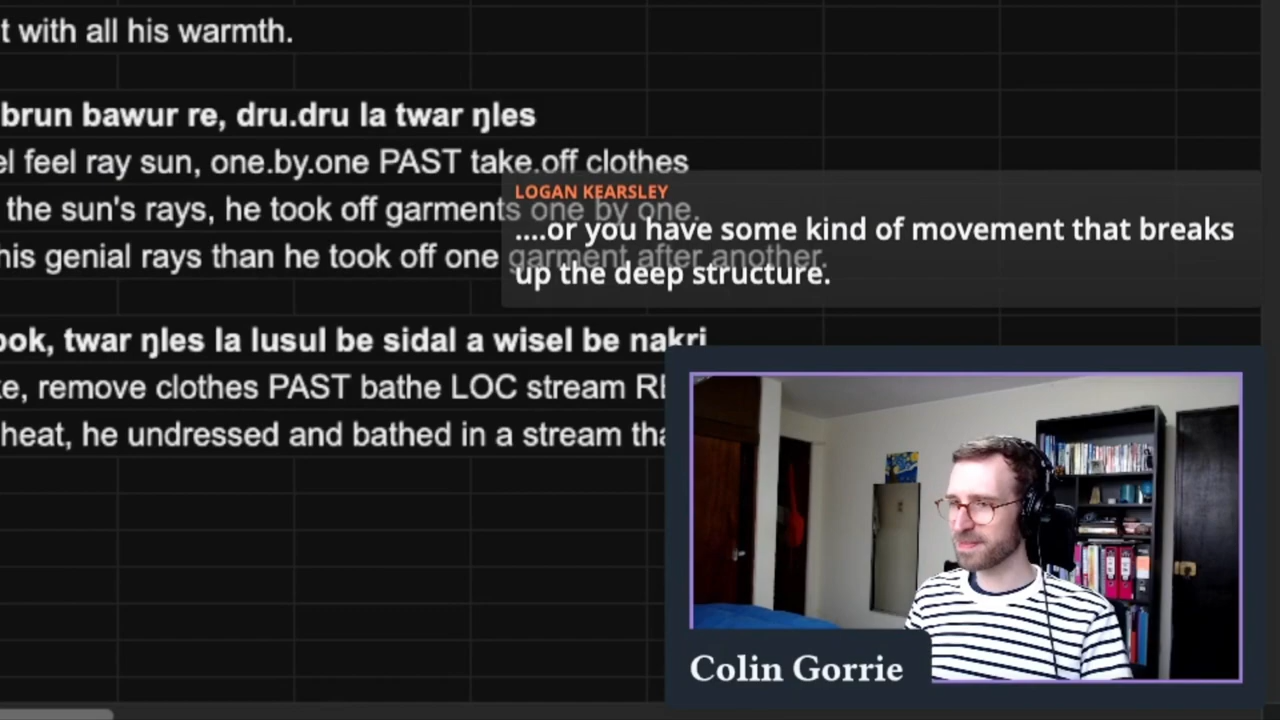 t with all his warmth.
brun bawur re, dru.dru la twar ŋles
el feel ray sun, one.by.one PAST take.off clothes
LOGAN KEARSLEY
the sun's rays, he took off garments one by one.
....or you have some kind of movement that breaks
his genial rays than he took off one garment after another.
up the deep structure.
ook, twar ŋles la lusul be sidal a wisel be nakri
ke, remove clothes PAST bathe LOC stream RE
heat, he undressed and bathed in a stream tha
Colin Gorrie